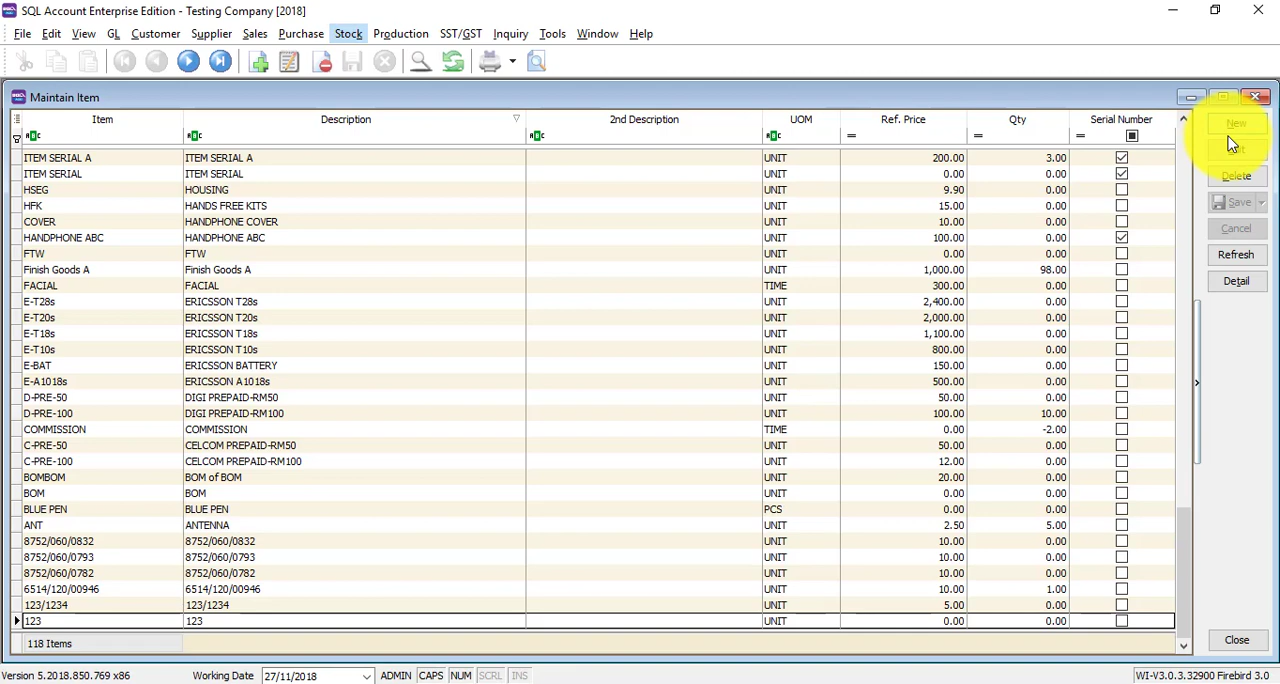 SQL Account Enterprise Edition - Testing Company [2018]
File Edit View GL Customer Supplier Sales Purchase Stock Production SST/GST Inquiry Tools Window Help
Maintain Item
Item Description 2nd Description UOM Ref. Price Qty Serial Number
ITEM SERIAL A ITEM SERIAL A UNIT 200.00 3.00
ITEM SERIAL ITEM SERIAL UNIT 0.00 0.00
HSEG HOUSING UNIT 9.90 0.00
HFK HANDS FREE KITS UNIT 15.00 0.00
COVER HANDPHONE COVER UNIT 10.00 0.00
HANDPHONE ABC HANDPHONE ABC UNIT 100.00 0.00
FTW FTW UNIT 0.00 0.00
Finish Goods A Finish Goods A UNIT 1,000.00 98.00
FACIAL FACIAL TIME 300.00 0.00
E-T28s ERICSSON T28s UNIT 2,400.00 0.00
E-T20s ERICSSON T20s UNIT 2,000.00 0.00
E-T18s ERICSSON T18s UNIT 1,100.00 0.00
E-T10s ERICSSON T10s UNIT 800.00 0.00
E-BAT ERICSSON BATTERY UNIT 150.00 0.00
E-A1018s ERICSSON A1018s UNIT 500.00 0.00
D-PRE-50 DIGI PREPAID-RM50 UNIT 50.00 0.00
D-PRE-100 DIGI PREPAID-RM100 UNIT 100.00 10.00
COMMISSION COMMISSION TIME 0.00 -2.00
C-PRE-50 CELCOM PREPAID-RM50 UNIT 50.00 0.00
C-PRE-100 CELCOM PREPAID-RM100 UNIT 12.00 0.00
BOMBOM BOM of BOM UNIT 20.00 0.00
BOM BOM UNIT 0.00 0.00
BLUE PEN BLUE PEN PCS 0.00 0.00
ANT ANTENNA UNIT 2.50 5.00
8752/060/0832 8752/060/0832 UNIT 10.00 0.00
8752/060/0793 8752/060/0793 UNIT 10.00 0.00
8752/060/0782 8752/060/0782 UNIT 10.00 0.00
6514/120/00946 6514/120/00946 UNIT 10.00 1.00
123/1234 123/1234 UNIT 5.00 0.00
123 123 UNIT 0.00 0.00
118 Items
New
Delete
Save
Cancel
Refresh
Detail
Close
Version 5.2018.850.769 x86 Working Date 27/11/2018 ADMIN CAPS NUM SCRL INS WI-V3.0.3.32900 Firebird 3.0